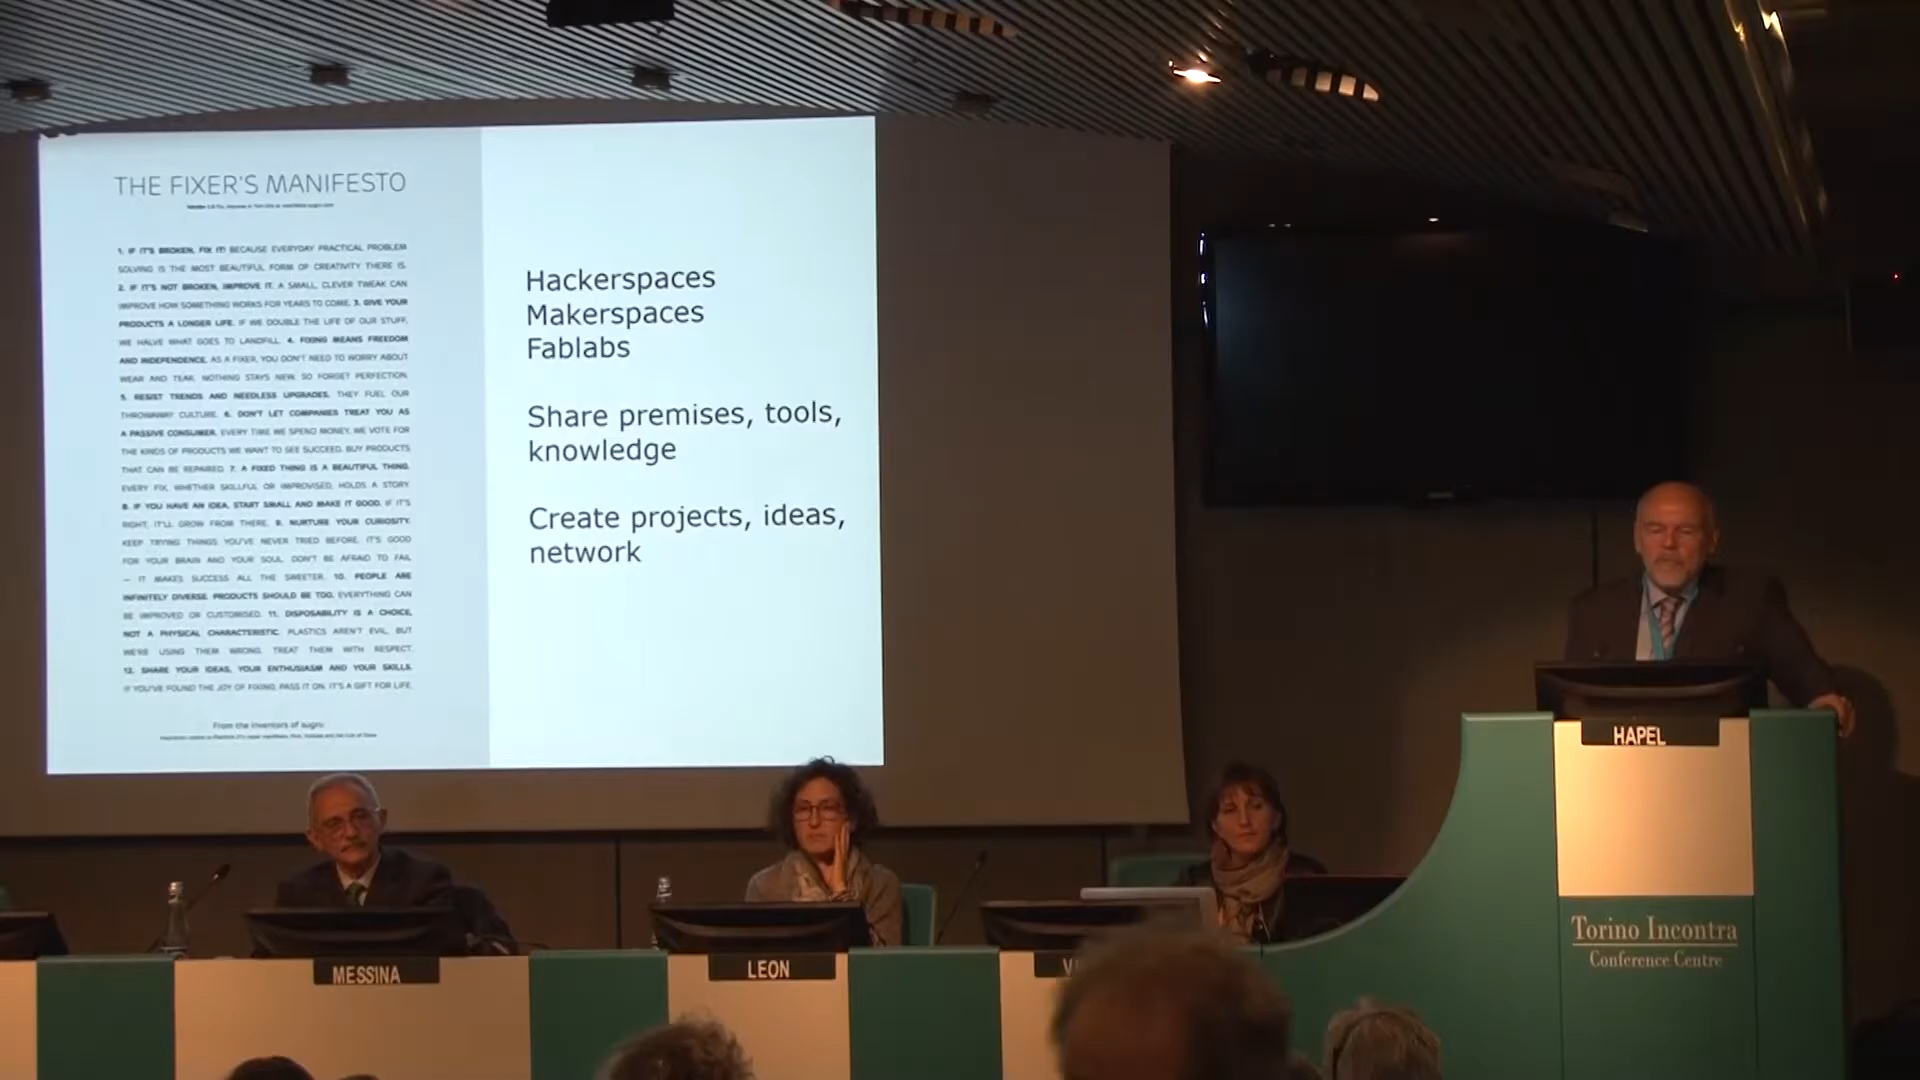 THE FIXER'S MANIFESTO
1. IF IT'S BROKEN, FIX IT! BECAUSE EVERYDAY PRACTICAL PROBLEM
SOLVING IS THE MOST BEAUTIFUL FORM OF CREATIVITY THERE IS.
2. IF IT'S NOT BROKEN, IMPROVE IT. A SMALL, CLEVER TWEAK CAN
IMPROVE HOW SOMETHING WORKS FOR YEARS TO COME. 3. GIVE YOUR
PRODUCTS A LONGER LIFE. IF WE DOUBLE THE LIFE OF OUR STUFF,
WE HALVE WHAT GOES TO LANDFILL. 4. FIXING MEANS FREEDOM
AND INDEPENDENCE. AS A FIXER, YOU DON'T NEED TO WORRY ABOUT
WEAR AND TEAR. NOTHING STAYS NEW, SO FORGET PERFECTION.
5. RESIST TRENDS AND NEEDLESS UPGRADES. THEY FUEL OUR
THROWAWAY CULTURE. 6. DON'T LET COMPANIES TREAT YOU AS
A PASSIVE CONSUMER. EVERY TIME WE SPEND MONEY, WE VOTE FOR
THE KINDS OF PRODUCTS WE WANT TO SEE SUCCEED. BUY PRODUCTS
THAT CAN BE REPAIRED. 7. A FIXED THING IS A BEAUTIFUL THING.
EVERY FIX, WHETHER SKILLFUL OR IMPROVISED, HOLDS A STORY.
8. IF YOU HAVE AN IDEA, START SMALL AND MAKE IT GOOD. IF IT'S
RIGHT, IT'LL GROW FROM THERE. 9. NURTURE YOUR CURIOSITY.
KEEP TRYING THINGS YOU'VE NEVER TRIED BEFORE. IT'S GOOD
FOR YOUR BRAIN AND YOUR SOUL. DON'T BE AFRAID TO FAIL
— IT MAKES SUCCESS ALL THE SWEETER. 10. PEOPLE ARE
INFINITELY DIVERSE. PRODUCTS SHOULD BE TOO. EVERYTHING CAN
BE IMPROVED OR CUSTOMISED. 11. DISPOSABILITY IS A CHOICE,
NOT A PHYSICAL CHARACTERISTIC. PLASTICS AREN'T EVIL, BUT
WE'RE USING THEM WRONG. TREAT THEM WITH RESPECT.
12. SHARE YOUR IDEAS, YOUR ENTHUSIASM AND YOUR SKILLS.
IF YOU'VE FOUND THE JOY OF FIXING, PASS IT ON. IT'S A GIFT FOR LIFE.
From the inventors of sugru
Hackerspaces
Makerspaces
Fablabs
Share premises, tools,
knowledge
Create projects, ideas,
network
HAPEL
Torino Incontra
Conference Centre
MESSINA
LEON